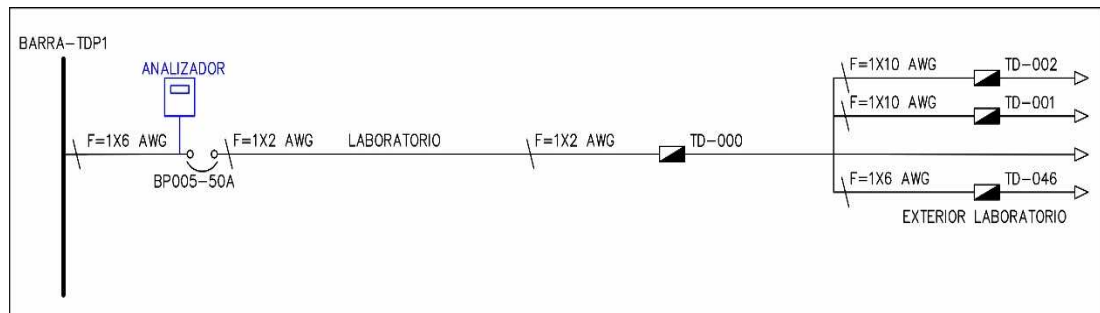 BARRA-TDP1
ANALIZADOR
F=1X10 AWG TD-002
F=1X10 AWG TD-001
F=1X6 AWG F=1X2 AWG LABORATORIO F=1X2 AWG TD-000
BP005-50A
F=1X6 AWG TD-046
EXTERIOR LABORATORIO